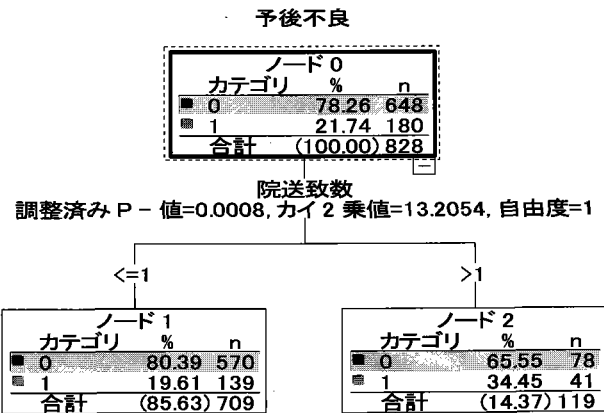 予後不良
ノード 0
カテゴリ % n
0 78.26 648
1 21.74 180
合計 (100.00) 828
院送致数
調整済み P - 値=0.0008, カイ 2 乗値=13.2054, 自由度=1
<=1
>1
ノード 1
カテゴリ % n
0 80.39 570
1 19.61 139
合計 (85.63) 709
ノード 2
カテゴリ % n
0 65.55 78
1 34.45 41
合計 (14.37) 119